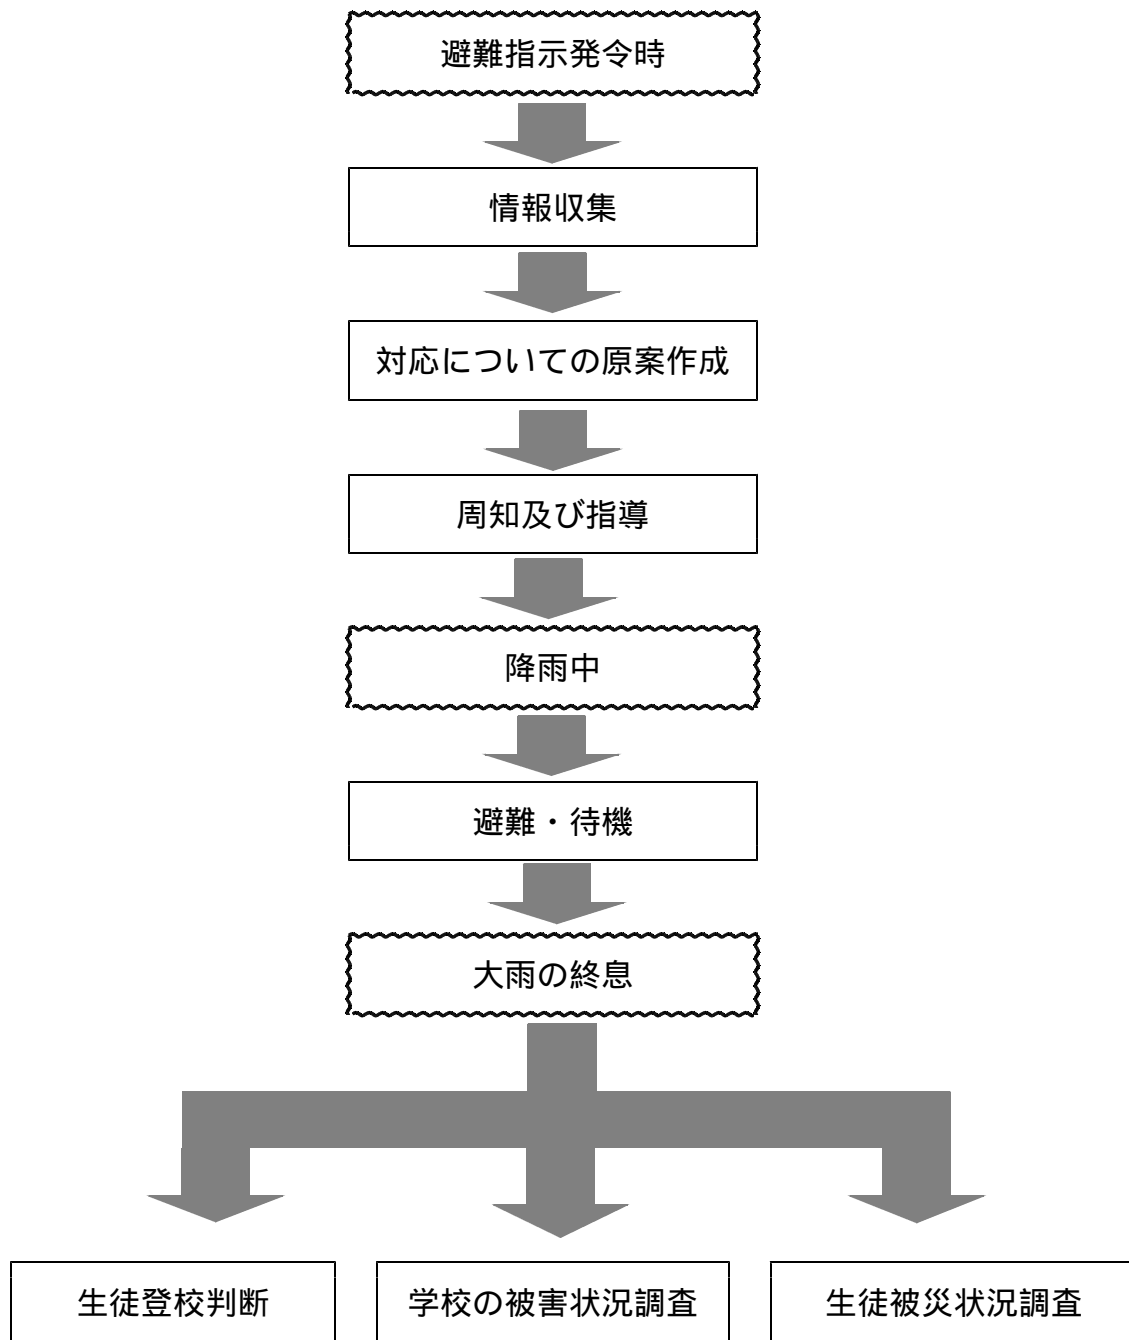 避難指示発令時
情報収集
対応についての原案作成
周知及び指導
降雨中
避難・待機
大雨の終息
生徒登校判断
学校の被害状況調査
生徒被災状況調査